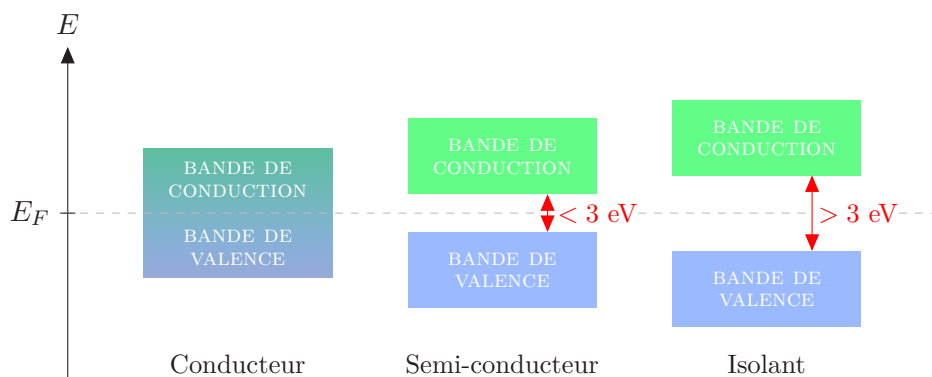 E
BANDE DE
CONDUCTION
BANDE DE
VALENCE
BANDE DE
CONDUCTION
< 3 eV
BANDE DE
VALENCE
BANDE DE
CONDUCTION
> 3 eV
BANDE DE
VALENCE
E_F
Conducteur
Semi-conducteur
Isolant